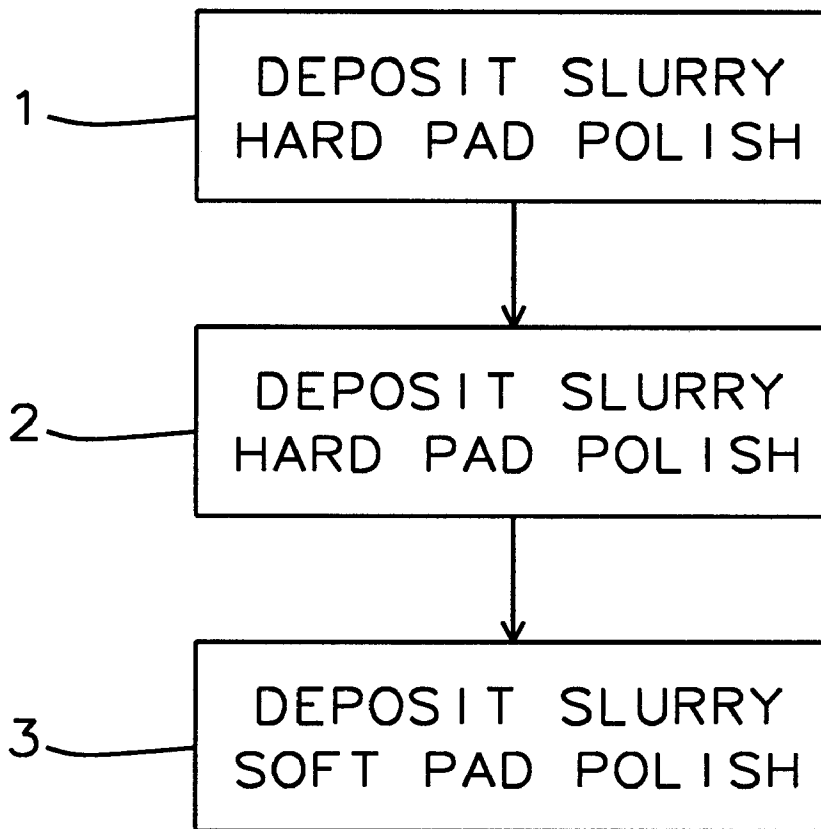 1
DEPOSIT SLURRY
HARD PAD POLISH
2
DEPOSIT SLURRY
HARD PAD POLISH
3
DEPOSIT SLURRY
SOFT PAD POLISH